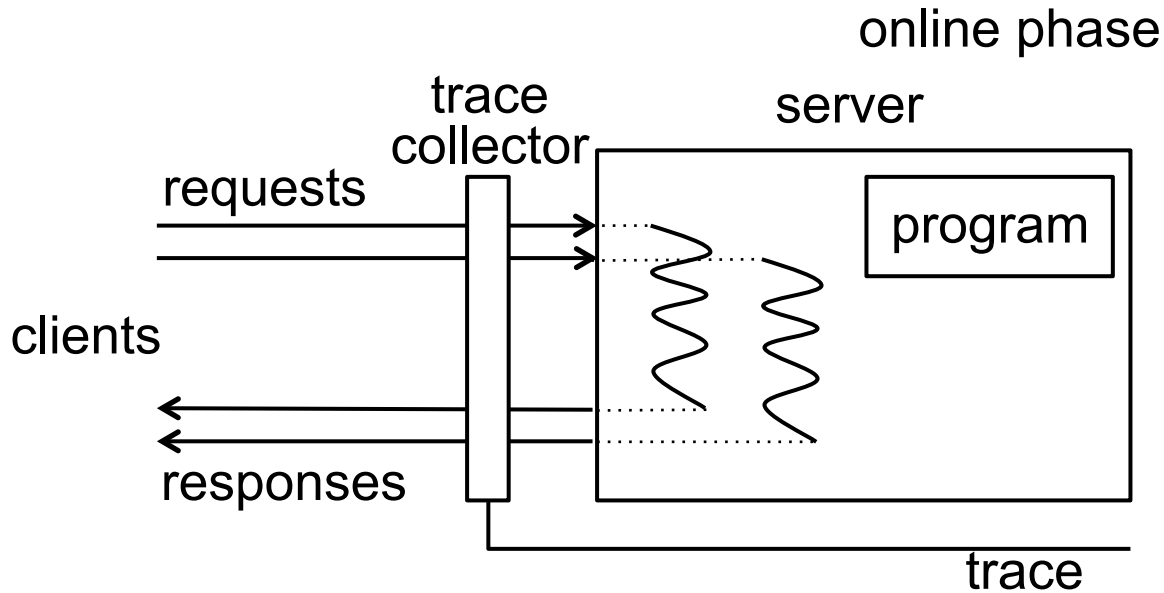 online phase
trace
collector
server
requests
program
clients
responses
trace